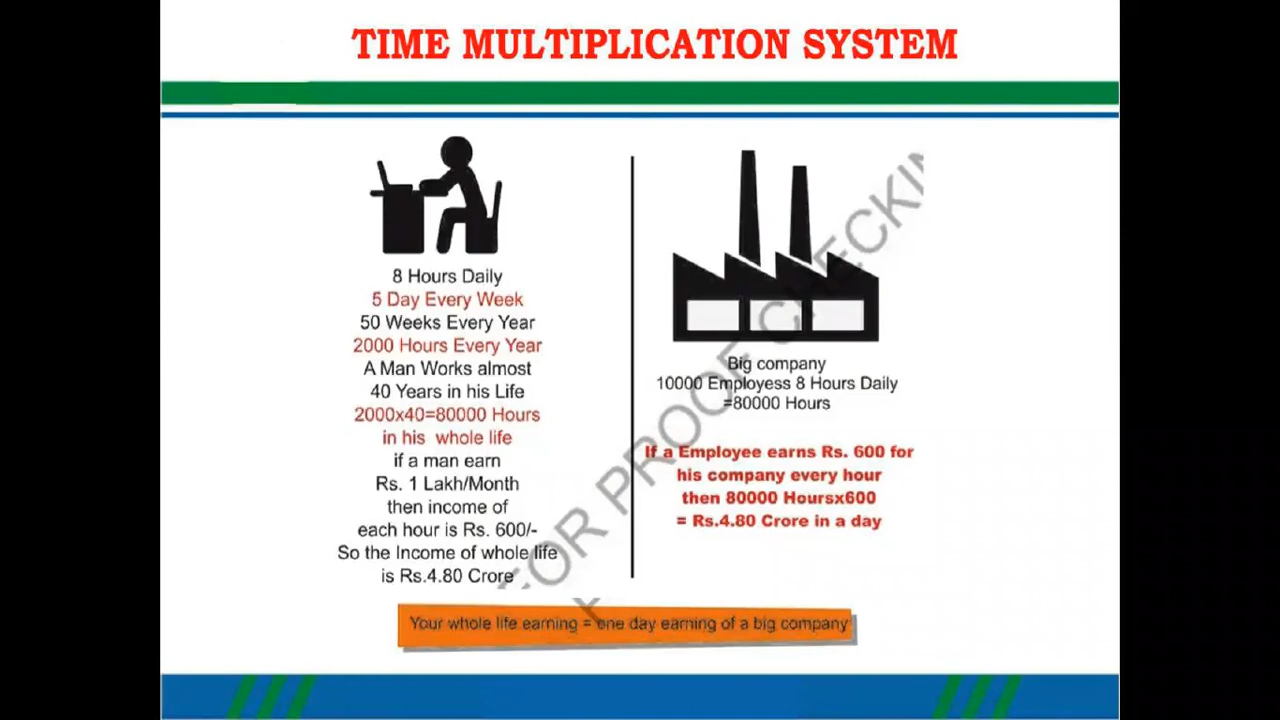 TIME MULTIPLICATION SYSTEM
8 Hours Daily
5 Day Every Week
50 Weeks Every Year
2000 Hours Every Year
A Man Works almost
40 Years in his Life
2000x40=80000 Hours
in his whole life
if a man earn
Rs. 1 Lakh/Month
then income of
each hour is Rs. 600/-
So the Income of whole life
is Rs.4.80 Crore
Big company
10000 Employess 8 Hours Daily
=80000 Hours
If a Employee earns Rs. 600 for
his company every hour
then 80000 Hoursx600
= Rs.4.80 Crore in a day
Your whole life earning = one day earning of a big company
FOR PROOF CHECKIN